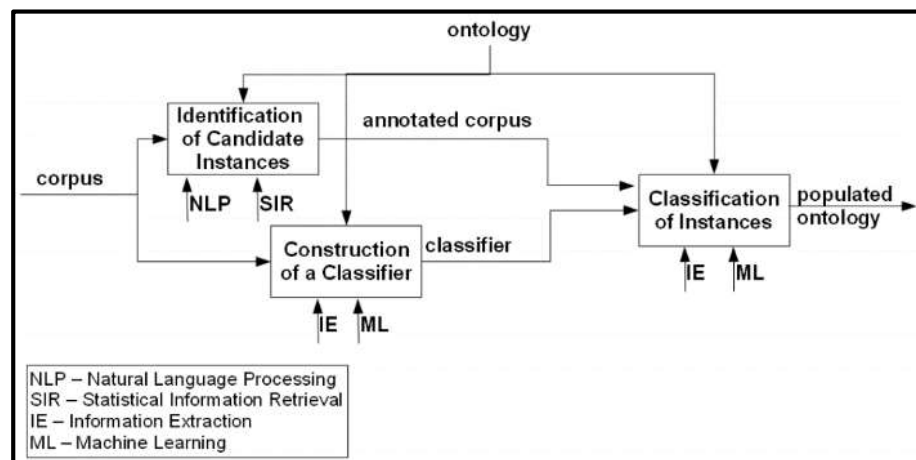 ontology
Identification
of Candidate
Instances
annotated corpus
corpus
NLP
SIR
Classification
of Instances
populated
ontology
Construction
of a Classifier
classifier
IE
ML
IE
ML
NLP – Natural Language Processing
SIR – Statistical Information Retrieval
IE – Information Extraction
ML – Machine Learning